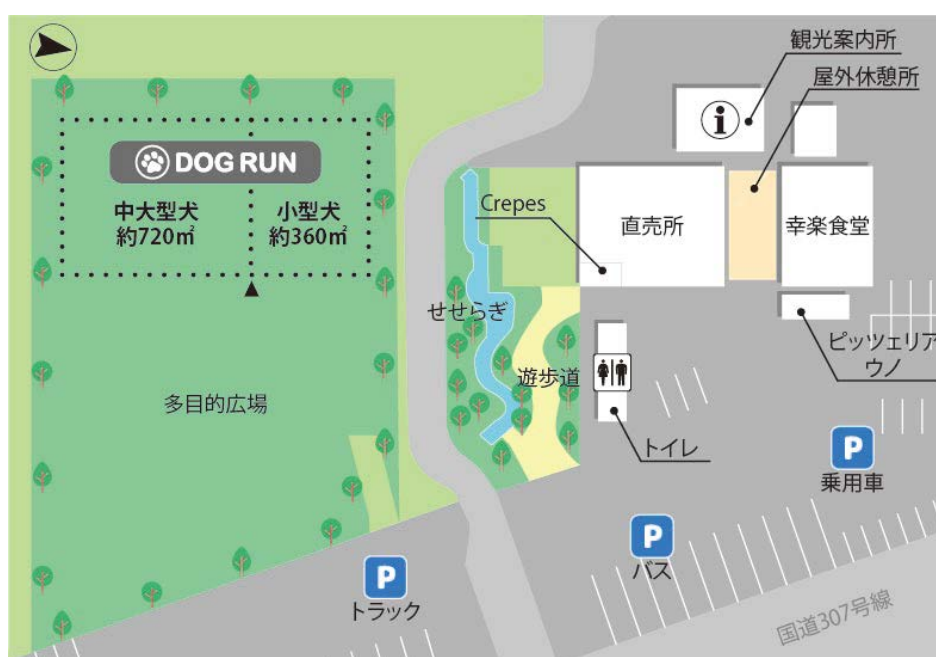 観光案内所
屋外休憩所
DOG RUN
中大型犬
約720㎡
小型犬
約360㎡
Crepes
直売所
幸楽食堂
せせらぎ
遊歩道
ピッツェリア
ウノ
多目的広場
トイレ
P
乗用車
P
バス
P
トラック
国道307号線